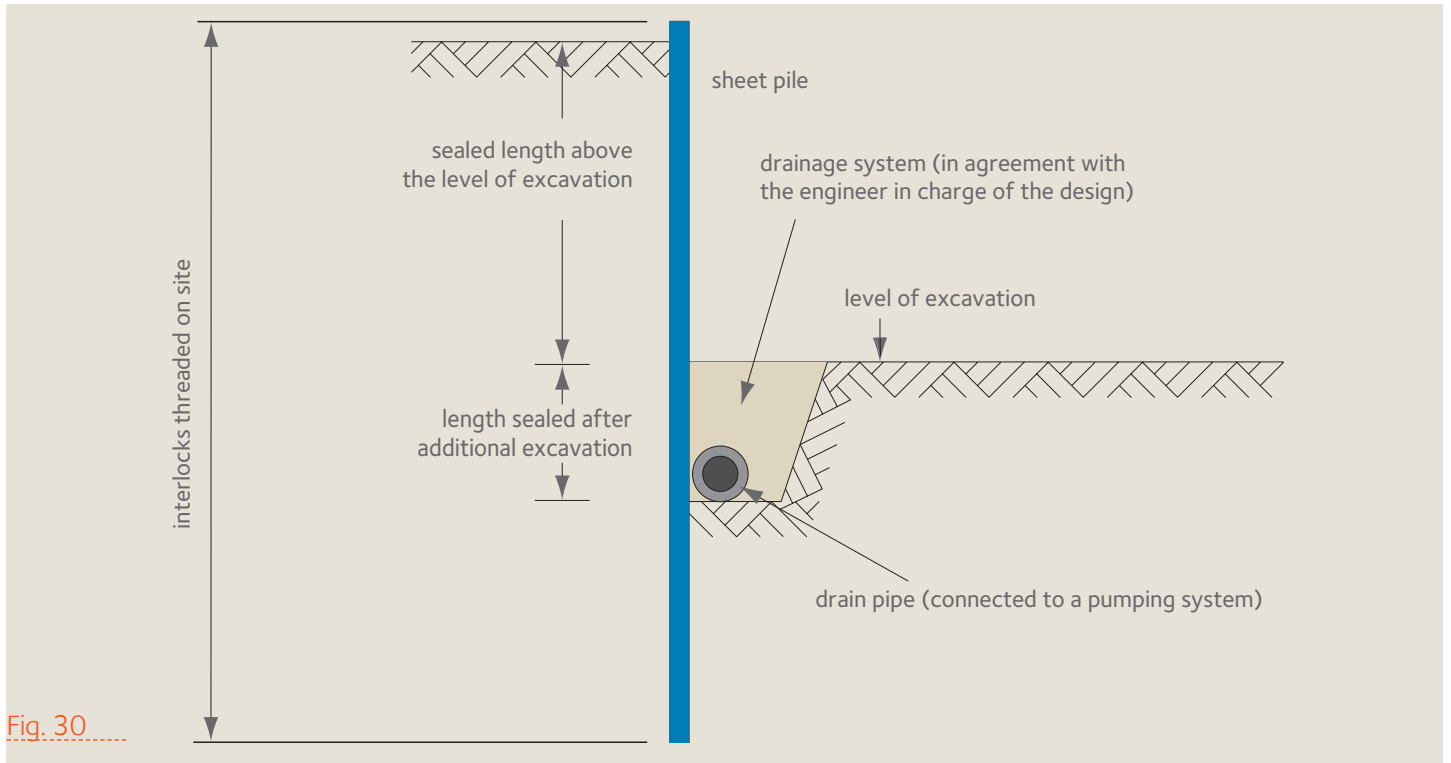 sheet pile
sealed length above
the level of excavation
drainage system (in agreement with
the engineer in charge of the design)
interlocks threaded on site
level of excavation
length sealed after
additional excavation
drain pipe (connected to a pumping system)
Fig. 30